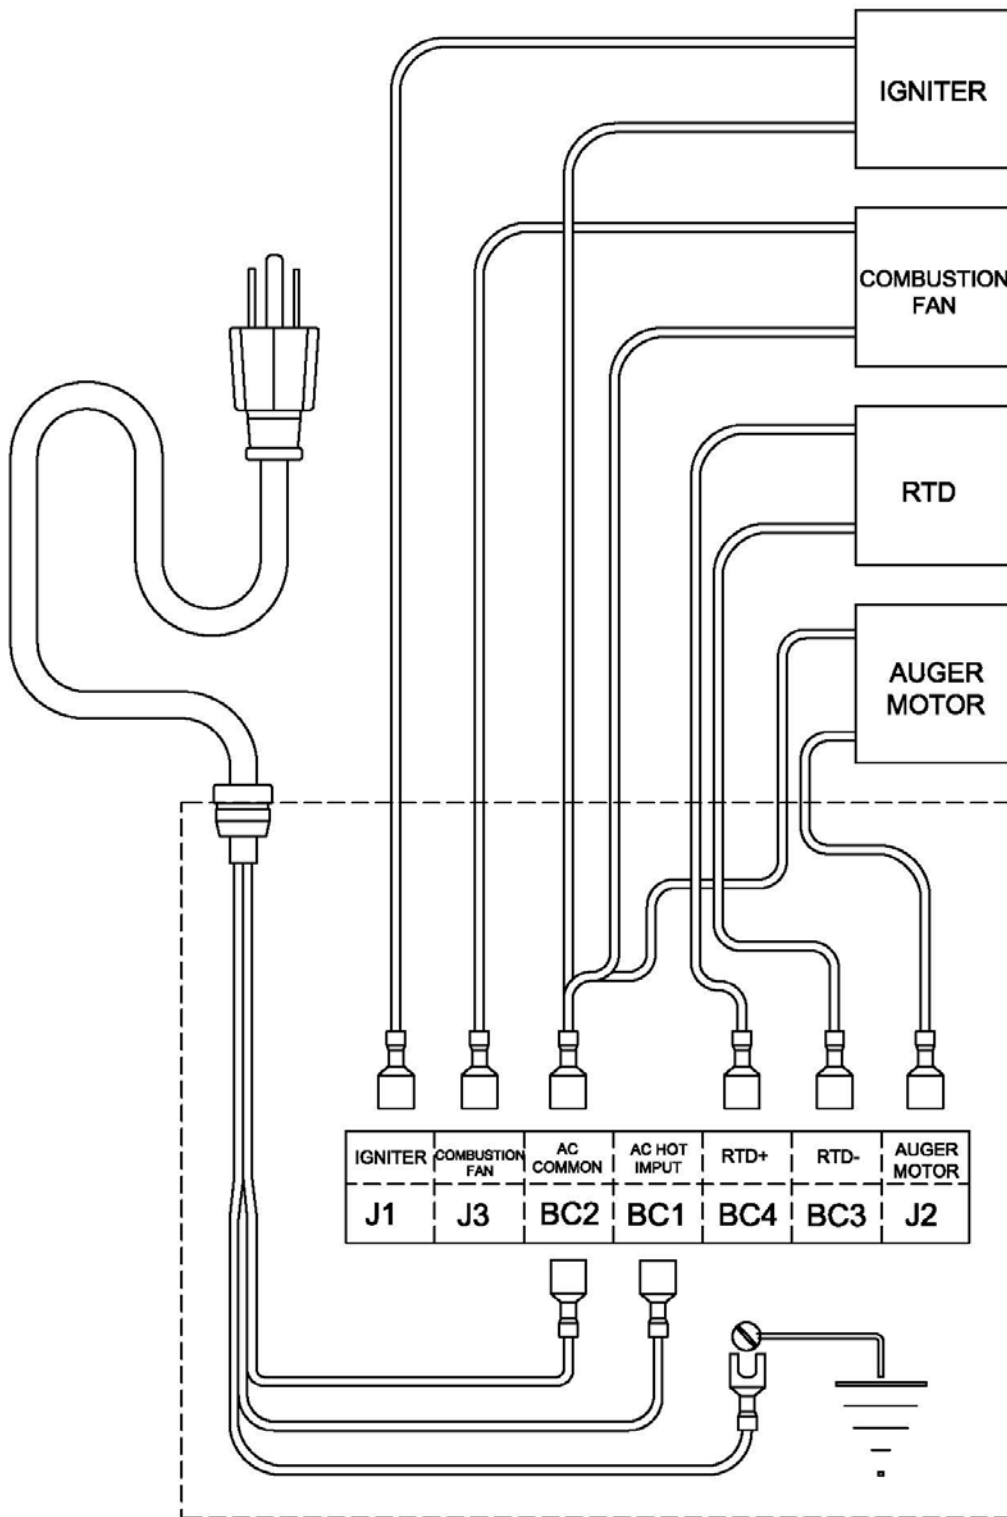 IGNITER
COMBUSTION
FAN
RTD
AUGER
MOTOR
IGNITER
COMBUSTION
FAN
AC
COMMON
AC HOT
IMPUT
RTD+
RTD-
AUGER
MOTOR
J1
J3
BC2
BC1
BC4
BC3
J2